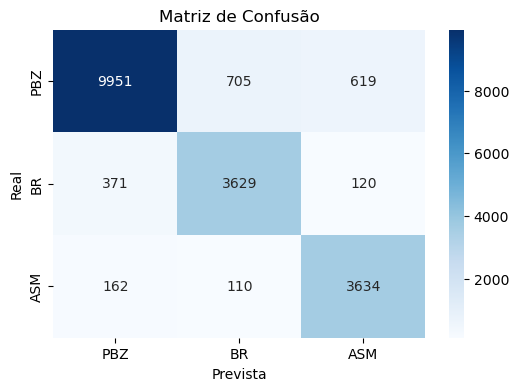 Matriz de Confusão
PBZ 9951 705 619
BR 371 3629 120
ASM 162 110 3634
Real
PBZ BR ASM
Prevista
8000
6000
4000
2000